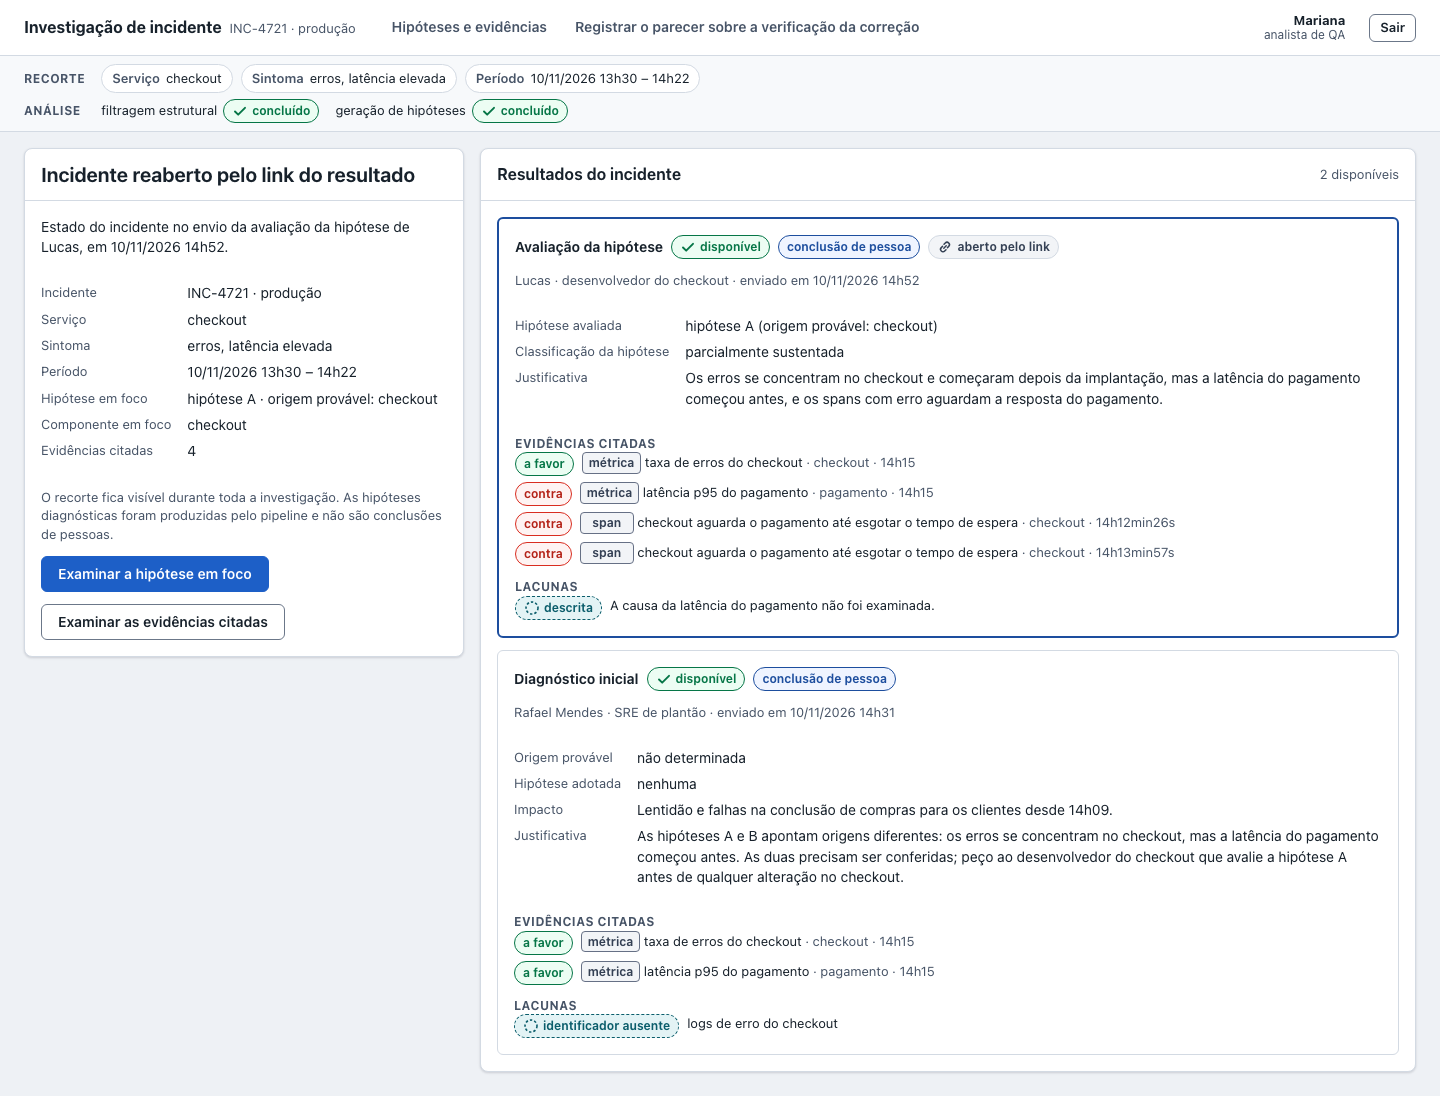 Investigação de incidente INC-4721 · produção
Hipóteses e evidências
Registrar o parecer sobre a verificação da correção
Mariana
analista de QA
Sair
RECORTE
Serviço checkout
Sintoma erros, latência elevada
Período 10/11/2026 13h30 – 14h22
ANÁLISE
filtragem estrutural concluído
geração de hipóteses concluído
Incidente reaberto pelo link do resultado
Estado do incidente no envio da avaliação da hipótese de
Lucas, em 10/11/2026 14h52.
Incidente INC-4721 · produção
Serviço checkout
Sintoma erros, latência elevada
Período 10/11/2026 13h30 – 14h22
Hipótese em foco hipótese A · origem provável: checkout
Componente em foco checkout
Evidências citadas 4
O recorte fica visível durante toda a investigação. As hipóteses
diagnósticas foram produzidas pelo pipeline e não são conclusões
de pessoas.
Examinar a hipótese em foco
Examinar as evidências citadas
Resultados do incidente
2 disponíveis
Avaliação da hipótese disponível conclusão de pessoa aberto pelo link
Lucas · desenvolvedor do checkout · enviado em 10/11/2026 14h52
Hipótese avaliada hipótese A (origem provável: checkout)
Classificação da hipótese parcialmente sustentada
Justificativa Os erros se concentram no checkout e começaram depois da implantação, mas a latência do pagamento
começou antes, e os spans com erro aguardam a resposta do pagamento.
EVIDÊNCIAS CITADAS
a favor métrica taxa de erros do checkout · checkout · 14h15
contra métrica latência p95 do pagamento · pagamento · 14h15
contra span checkout aguarda o pagamento até esgotar o tempo de espera · checkout · 14h12min26s
contra span checkout aguarda o pagamento até esgotar o tempo de espera · checkout · 14h13min57s
LACUNAS
descrita A causa da latência do pagamento não foi examinada.
Diagnóstico inicial disponível conclusão de pessoa
Rafael Mendes · SRE de plantão · enviado em 10/11/2026 14h31
Origem provável não determinada
Hipótese adotada nenhuma
Impacto Lentidão e falhas na conclusão de compras para os clientes desde 14h09.
Justificativa As hipóteses A e B apontam origens diferentes: os erros se concentram no checkout, mas a latência do pagamento
começou antes. As duas precisam ser conferidas; peço ao desenvolvedor do checkout que avalie a hipótese A
antes de qualquer alteração no checkout.
EVIDÊNCIAS CITADAS
a favor métrica taxa de erros do checkout · checkout · 14h15
a favor métrica latência p95 do pagamento · pagamento · 14h15
LACUNAS
identificador ausente logs de erro do checkout